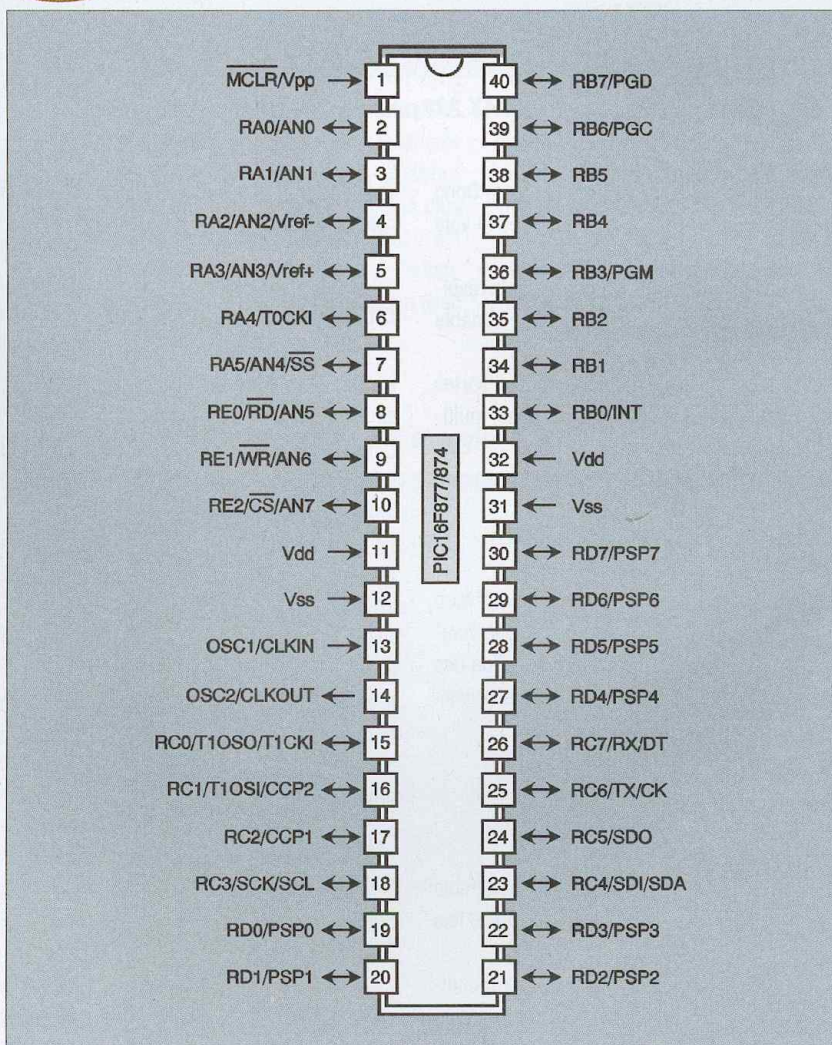 MCLR/Vpp 1 40 RB7/PGD
RA0/AN0 2 39 RB6/PGC
RA1/AN1 3 38 RB5
RA2/AN2/Vref- 4 37 RB4
RA3/AN3/Vref+ 5 36 RB3/PGM
RA4/T0CKI 6 35 RB2
RA5/AN4/SS 7 34 RB1
RE0/RD/AN5 8 33 RB0/INT
RE1/WR/AN6 9 32 Vdd
RE2/CS/AN7 10 31 Vss
PIC16F877/874
Vdd 11 30 RD7/PSP7
Vss 12 29 RD6/PSP6
OSC1/CLKIN 13 28 RD5/PSP5
OSC2/CLKOUT 14 27 RD4/PSP4
RC0/T1OSO/T1CKI 15 26 RC7/RX/DT
RC1/T1OSI/CCP2 16 25 RC6/TX/CK
RC2/CCP1 17 24 RC5/SDO
RC3/SCK/SCL 18 23 RC4/SDI/SDA
RD0/PSP0 19 22 RD3/PSP3
RD1/PSP1 20 21 RD2/PSP2